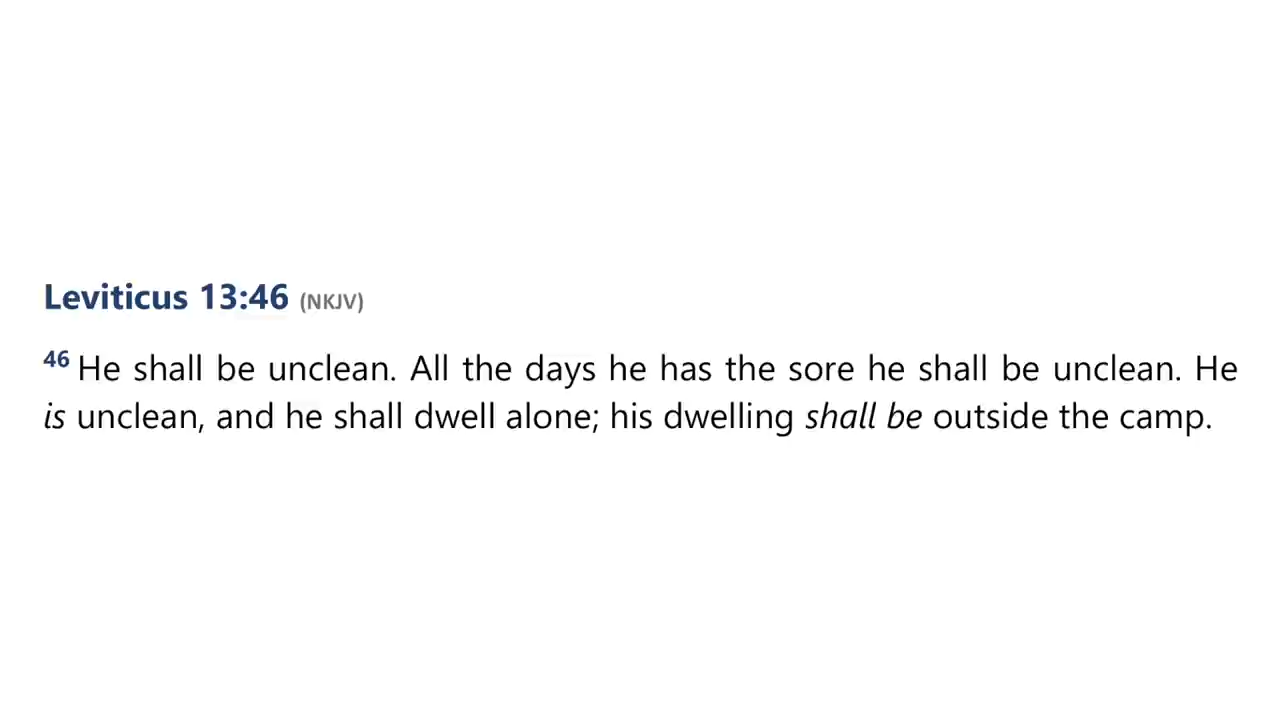 Leviticus 13:46 (NKJV)
46 He shall be unclean. All the days he has the sore he shall be unclean. He
is unclean, and he shall dwell alone; his dwelling shall be outside the camp.